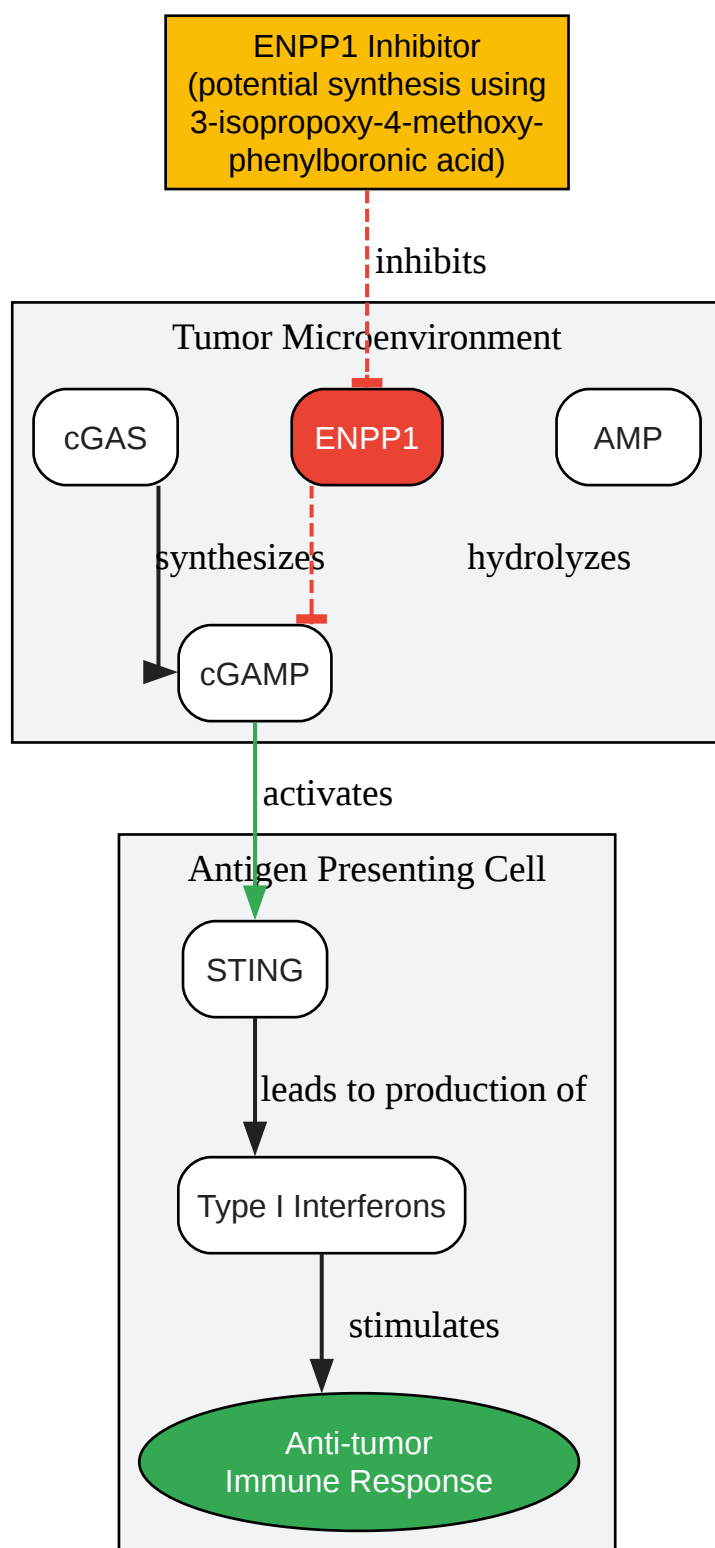 ENPP1 Inhibitor
(potential synthesis using
3-isopropoxy-4-methoxy-
phenylboronic acid)
inhibits
Tumor Microenvironment
cGAS
ENPP1
AMP
synthesizes
hydrolyzes
cGAMP
activates
Antigen Presenting Cell
STING
leads to production of
Type I Interferons
stimulates
Anti-tumor
Immune Response